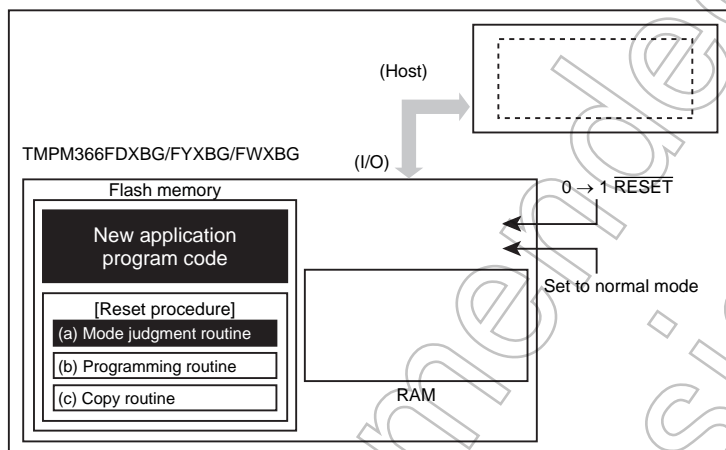 (Host)
TMPM366FDXBG/FYXBG/FWXBG
(I/O)
Flash memory
0 → 1 RESET
New application
program code
Set to normal mode
[Reset procedure]
(a) Mode judgment routine
(b) Programming routine
(c) Copy routine
RAM